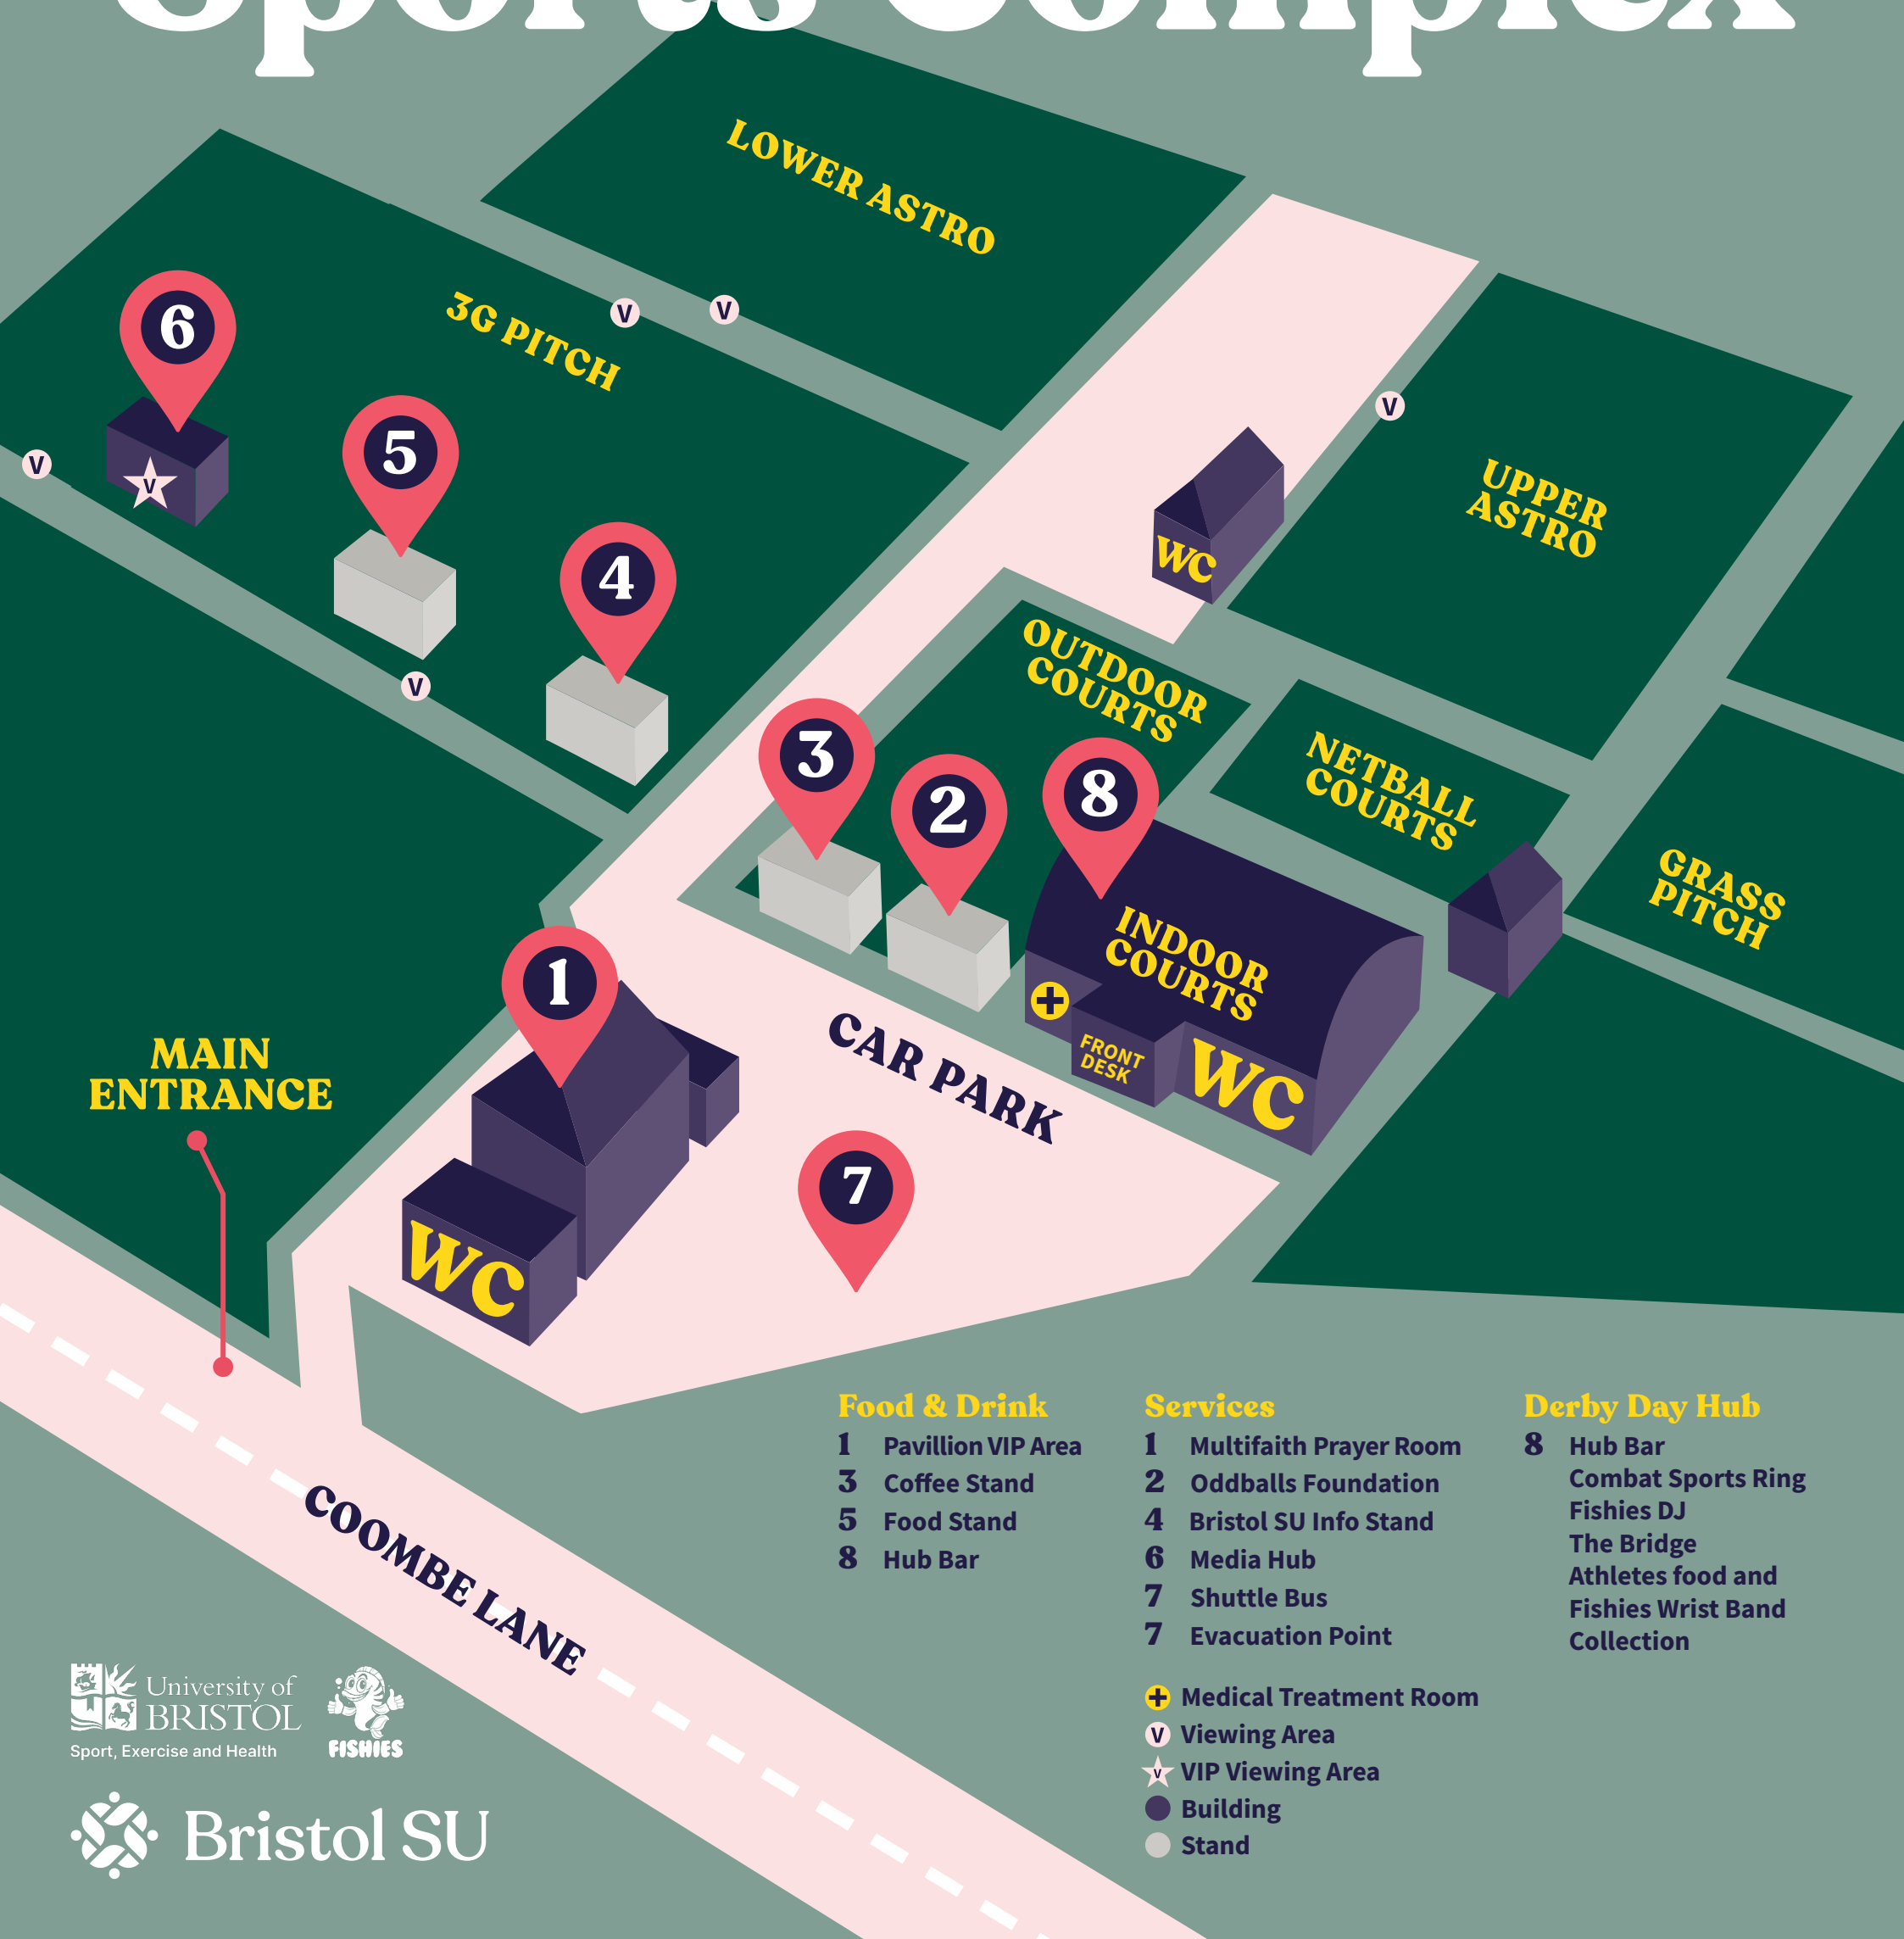 Sports Complex
LOWER ASTRO
3G PITCH
V
V
6
V
V
5
4
V
V
WC
UPPER
ASTRO
OUTDOOR
COURTS
3
2
8
NETBALL
COURTS
GRASS
PITCH
INDOOR
COURTS
FRONT
DESK
WC
1
CAR PARK
MAIN
ENTRANCE
7
WC
COOMBE LANE
Food & Drink
1 Pavillion VIP Area
3 Coffee Stand
5 Food Stand
8 Hub Bar
Services
1 Multifaith Prayer Room
2 Oddballs Foundation
4 Bristol SU Info Stand
6 Media Hub
7 Shuttle Bus
7 Evacuation Point
Derby Day Hub
8 Hub Bar
Combat Sports Ring
Fishies DJ
The Bridge
Athletes food and
Fishies Wrist Band
Collection
Medical Treatment Room
V Viewing Area
V VIP Viewing Area
Building
Stand
University of
BRISTOL
Sport, Exercise and Health
FISHIES
Bristol SU